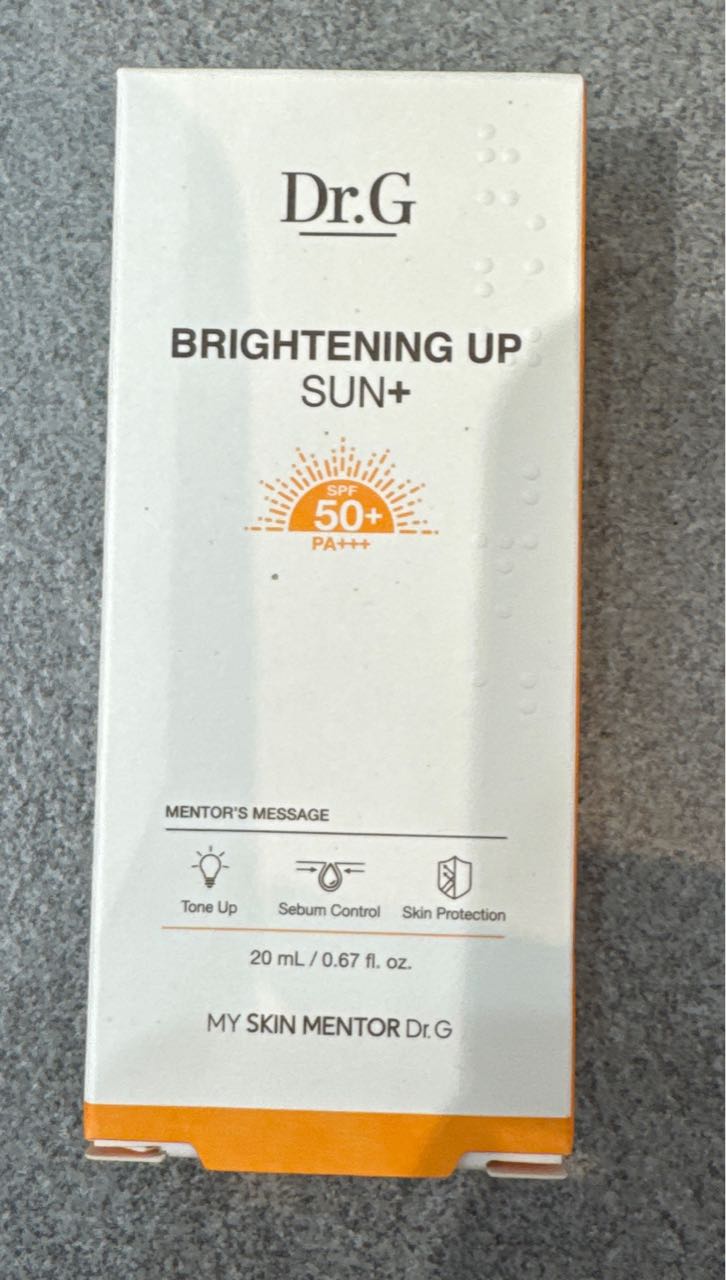 Dr.G
BRIGHTENING UP
SUN+
SPF
50+
PA+++
MENTOR'S MESSAGE
Tone Up Sebum Control Skin Protection
20 mL / 0.67 fl. oz.
MY SKIN MENTOR Dr.G